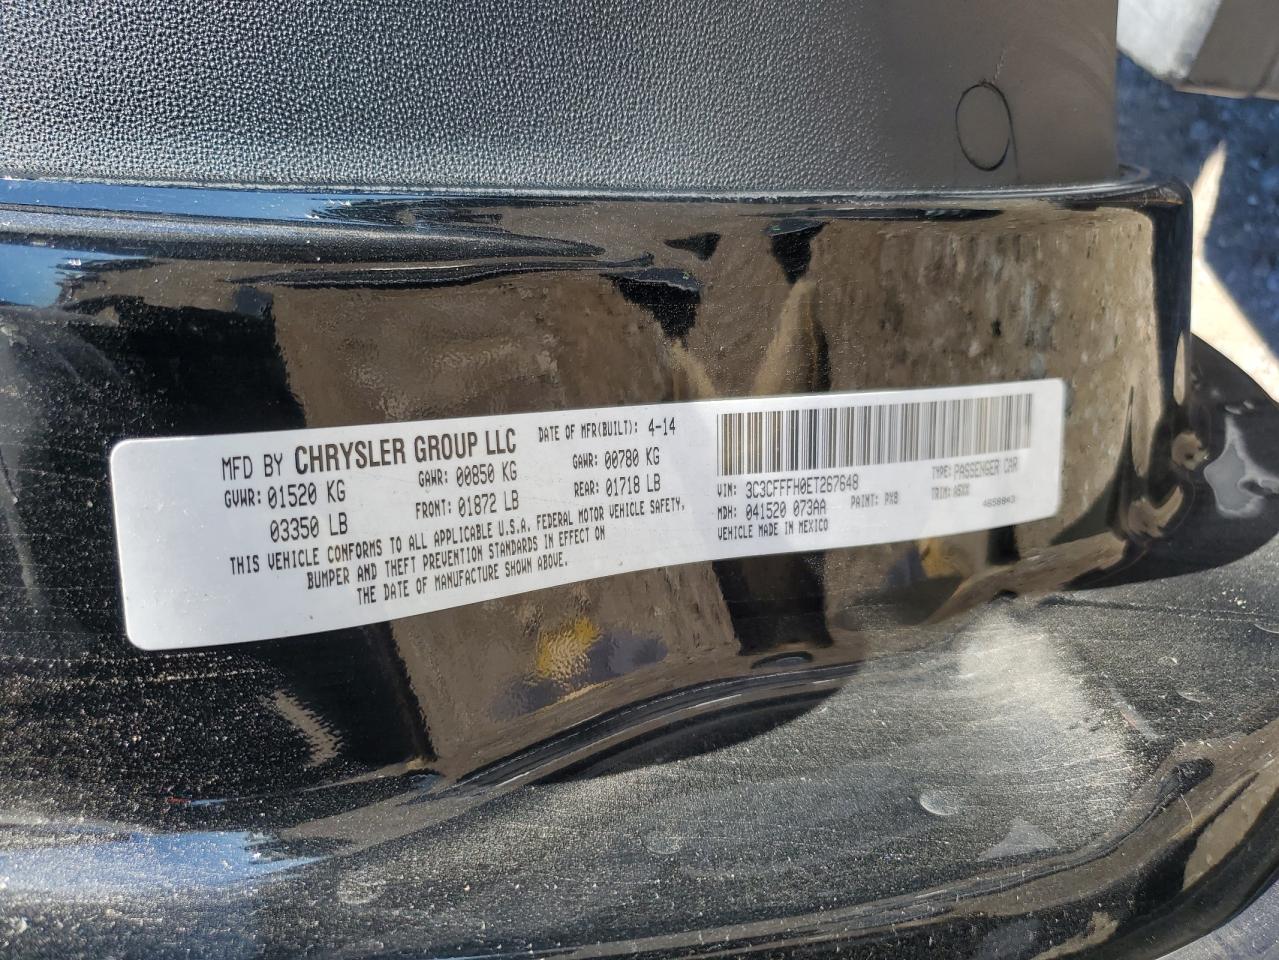 MFD BY CHRYSLER GROUP LLC DATE OF MFR(BUILT): 4-14
GVWR: 01520 KG GAWR: 00850 KG GAWR: 00780 KG
03350 LB FRONT: 01872 LB REAR: 01718 LB
THIS VEHICLE CONFORMS TO ALL APPLICABLE U.S.A. FEDERAL MOTOR VEHICLE SAFETY,
BUMPER AND THEFT PREVENTION STANDARDS IN EFFECT ON
THE DATE OF MANUFACTURE SHOWN ABOVE.
VIN: 3C3CFFFH0ET267648 TYPE: PASSENGER CAR
MDH: 041520 073AA PAINT: PX8 TRIM: A5XX
VEHICLE MADE IN MEXICO 4658843